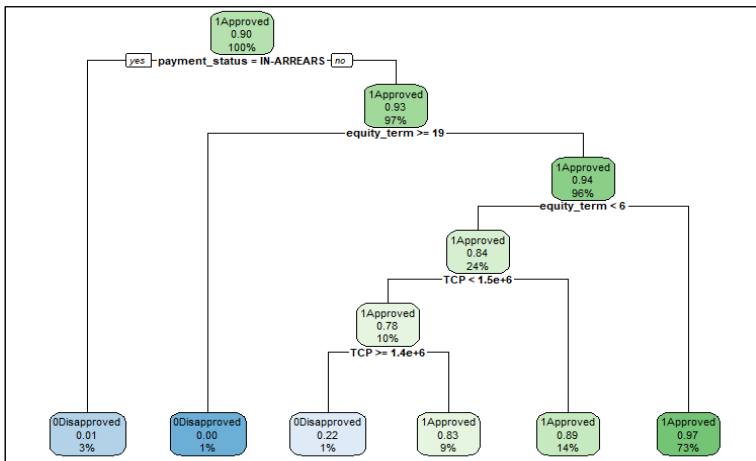 1Approved
0.90
100%
yes payment_status = IN-ARREARS no
1Approved
0.93
97%
equity_term >= 19
1Approved
0.94
96%
equity_term < 6
1Approved
0.84
24%
TCP < 1.5e+6
1Approved
0.78
10%
TCP >= 1.4e+6
0Disapproved
0.01
3%
0Disapproved
0.00
1%
0Disapproved
0.22
1%
1Approved
0.83
9%
1Approved
0.89
14%
1Approved
0.97
73%